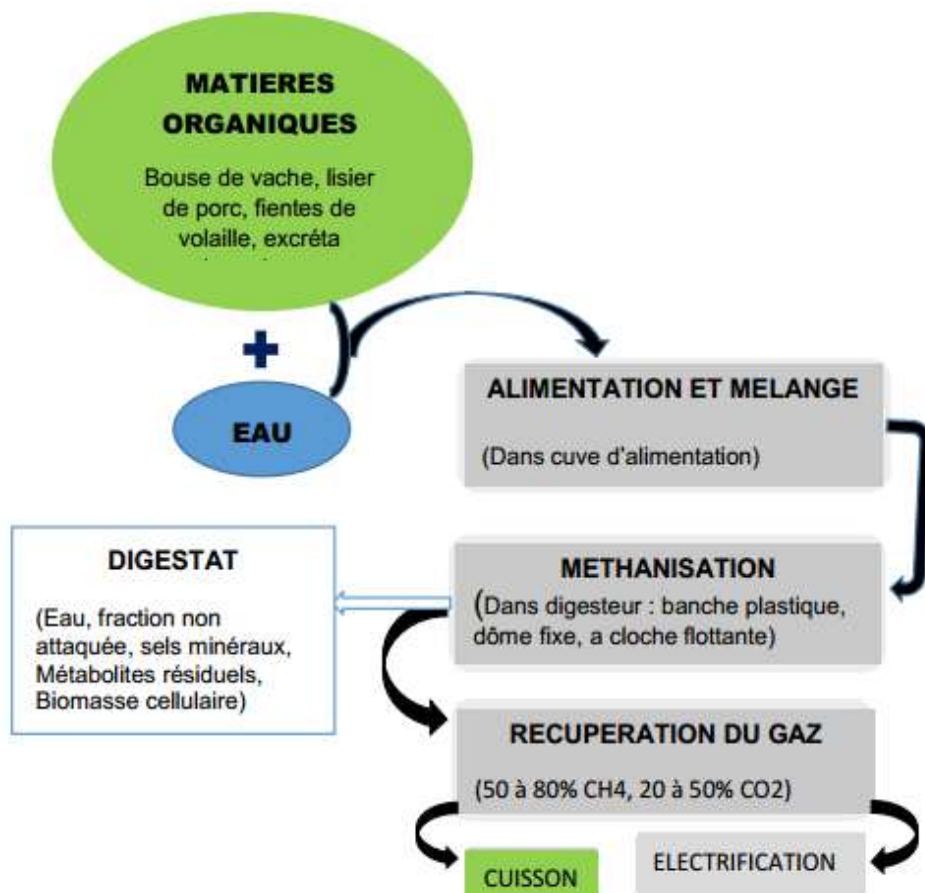 MATIERES
ORGANIQUES
Bouse de vache, lisier
de porc, fientes de
volaille, excréta
EAU
ALIMENTATION ET MELANGE
(Dans cuve d'alimentation)
METHANISATION
(Dans digesteur : banche plastique,
dôme fixe, a cloche flottante)
DIGESTAT
(Eau, fraction non
attaquée, sels minéraux,
Métabolites résiduels,
Biomasse cellulaire)
RECUPERATION DU GAZ
(50 à 80% CH4, 20 à 50% CO2)
CUISSON
ELECTRIFICATION